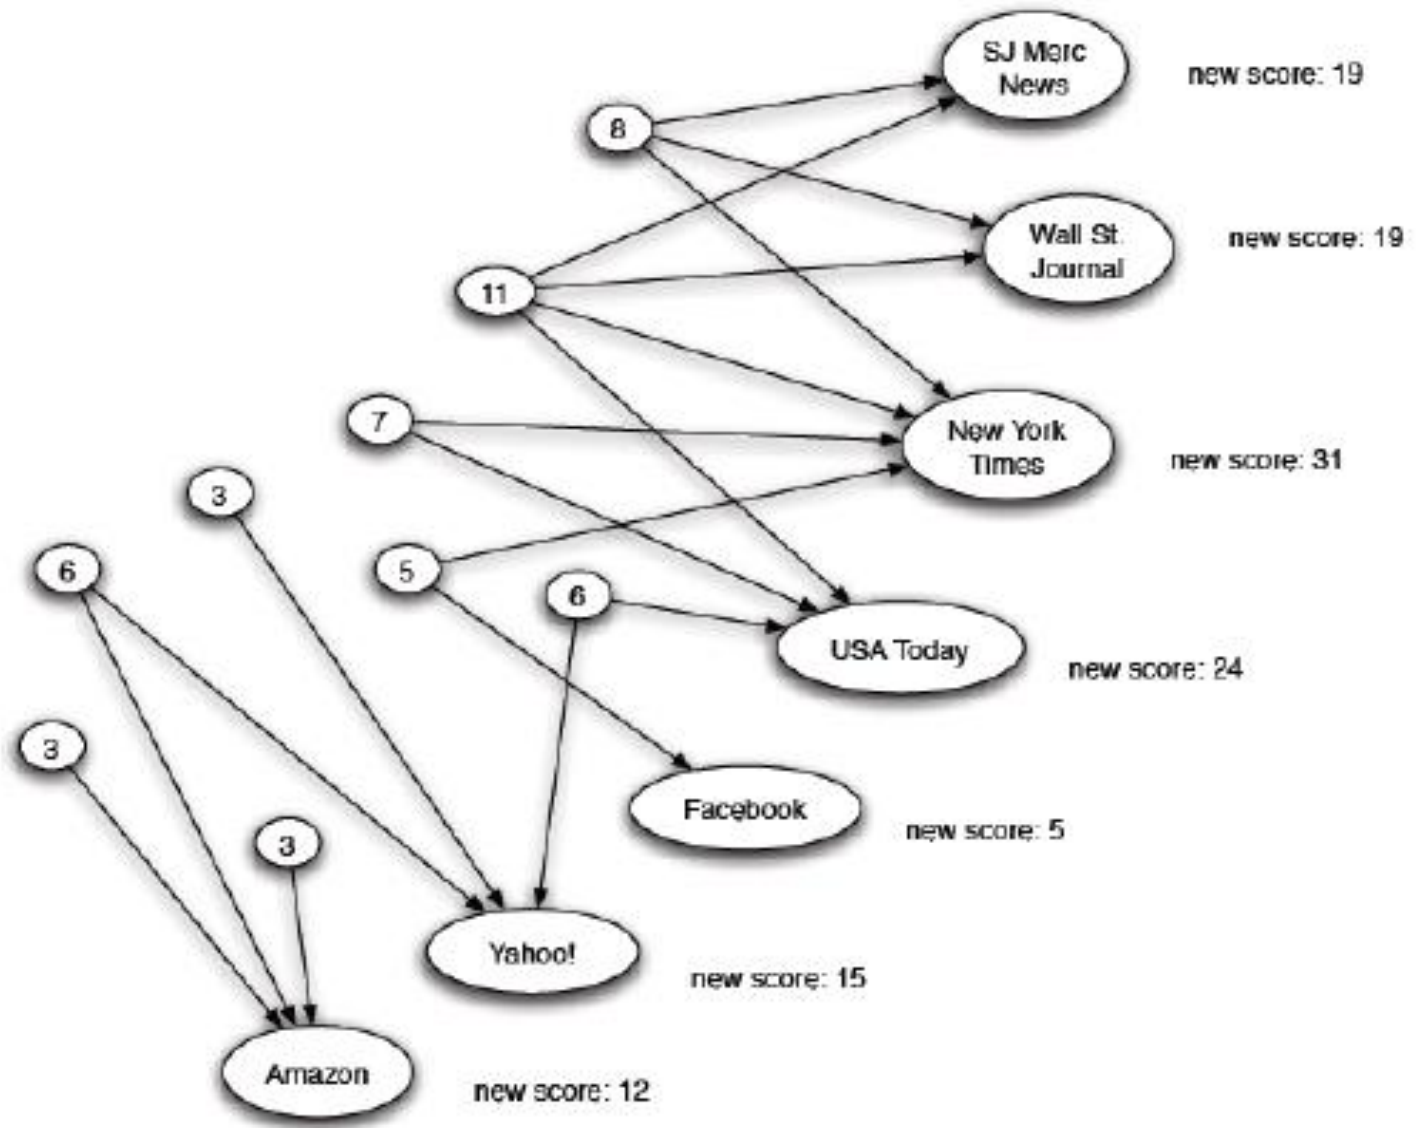 SJ Merc
News
new score: 19
8
Wall St.
Journal
new score: 19
11
7
New York
Times
new score: 31
3
6
5
6
USA Today
new score: 24
3
Facebook
new score: 5
3
Yahoo!
new score: 15
Amazon
new score: 12